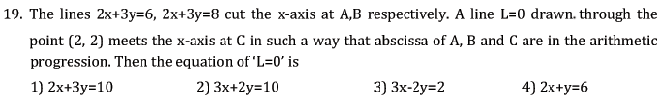 19. The lines 2x+3y=6, 2x+3y=8 cut the x-axis at A,B respectively. A line L=0 drawn. through the
point (2, 2) meets the x-axis at C in such a way that abscissa of A, B and C are in the arithmetic
progression. Then the equation of 'L=0' is
1) 2x+3y=10 2) 3x+2y=10 3) 3x-2y=2 4) 2x+y=6